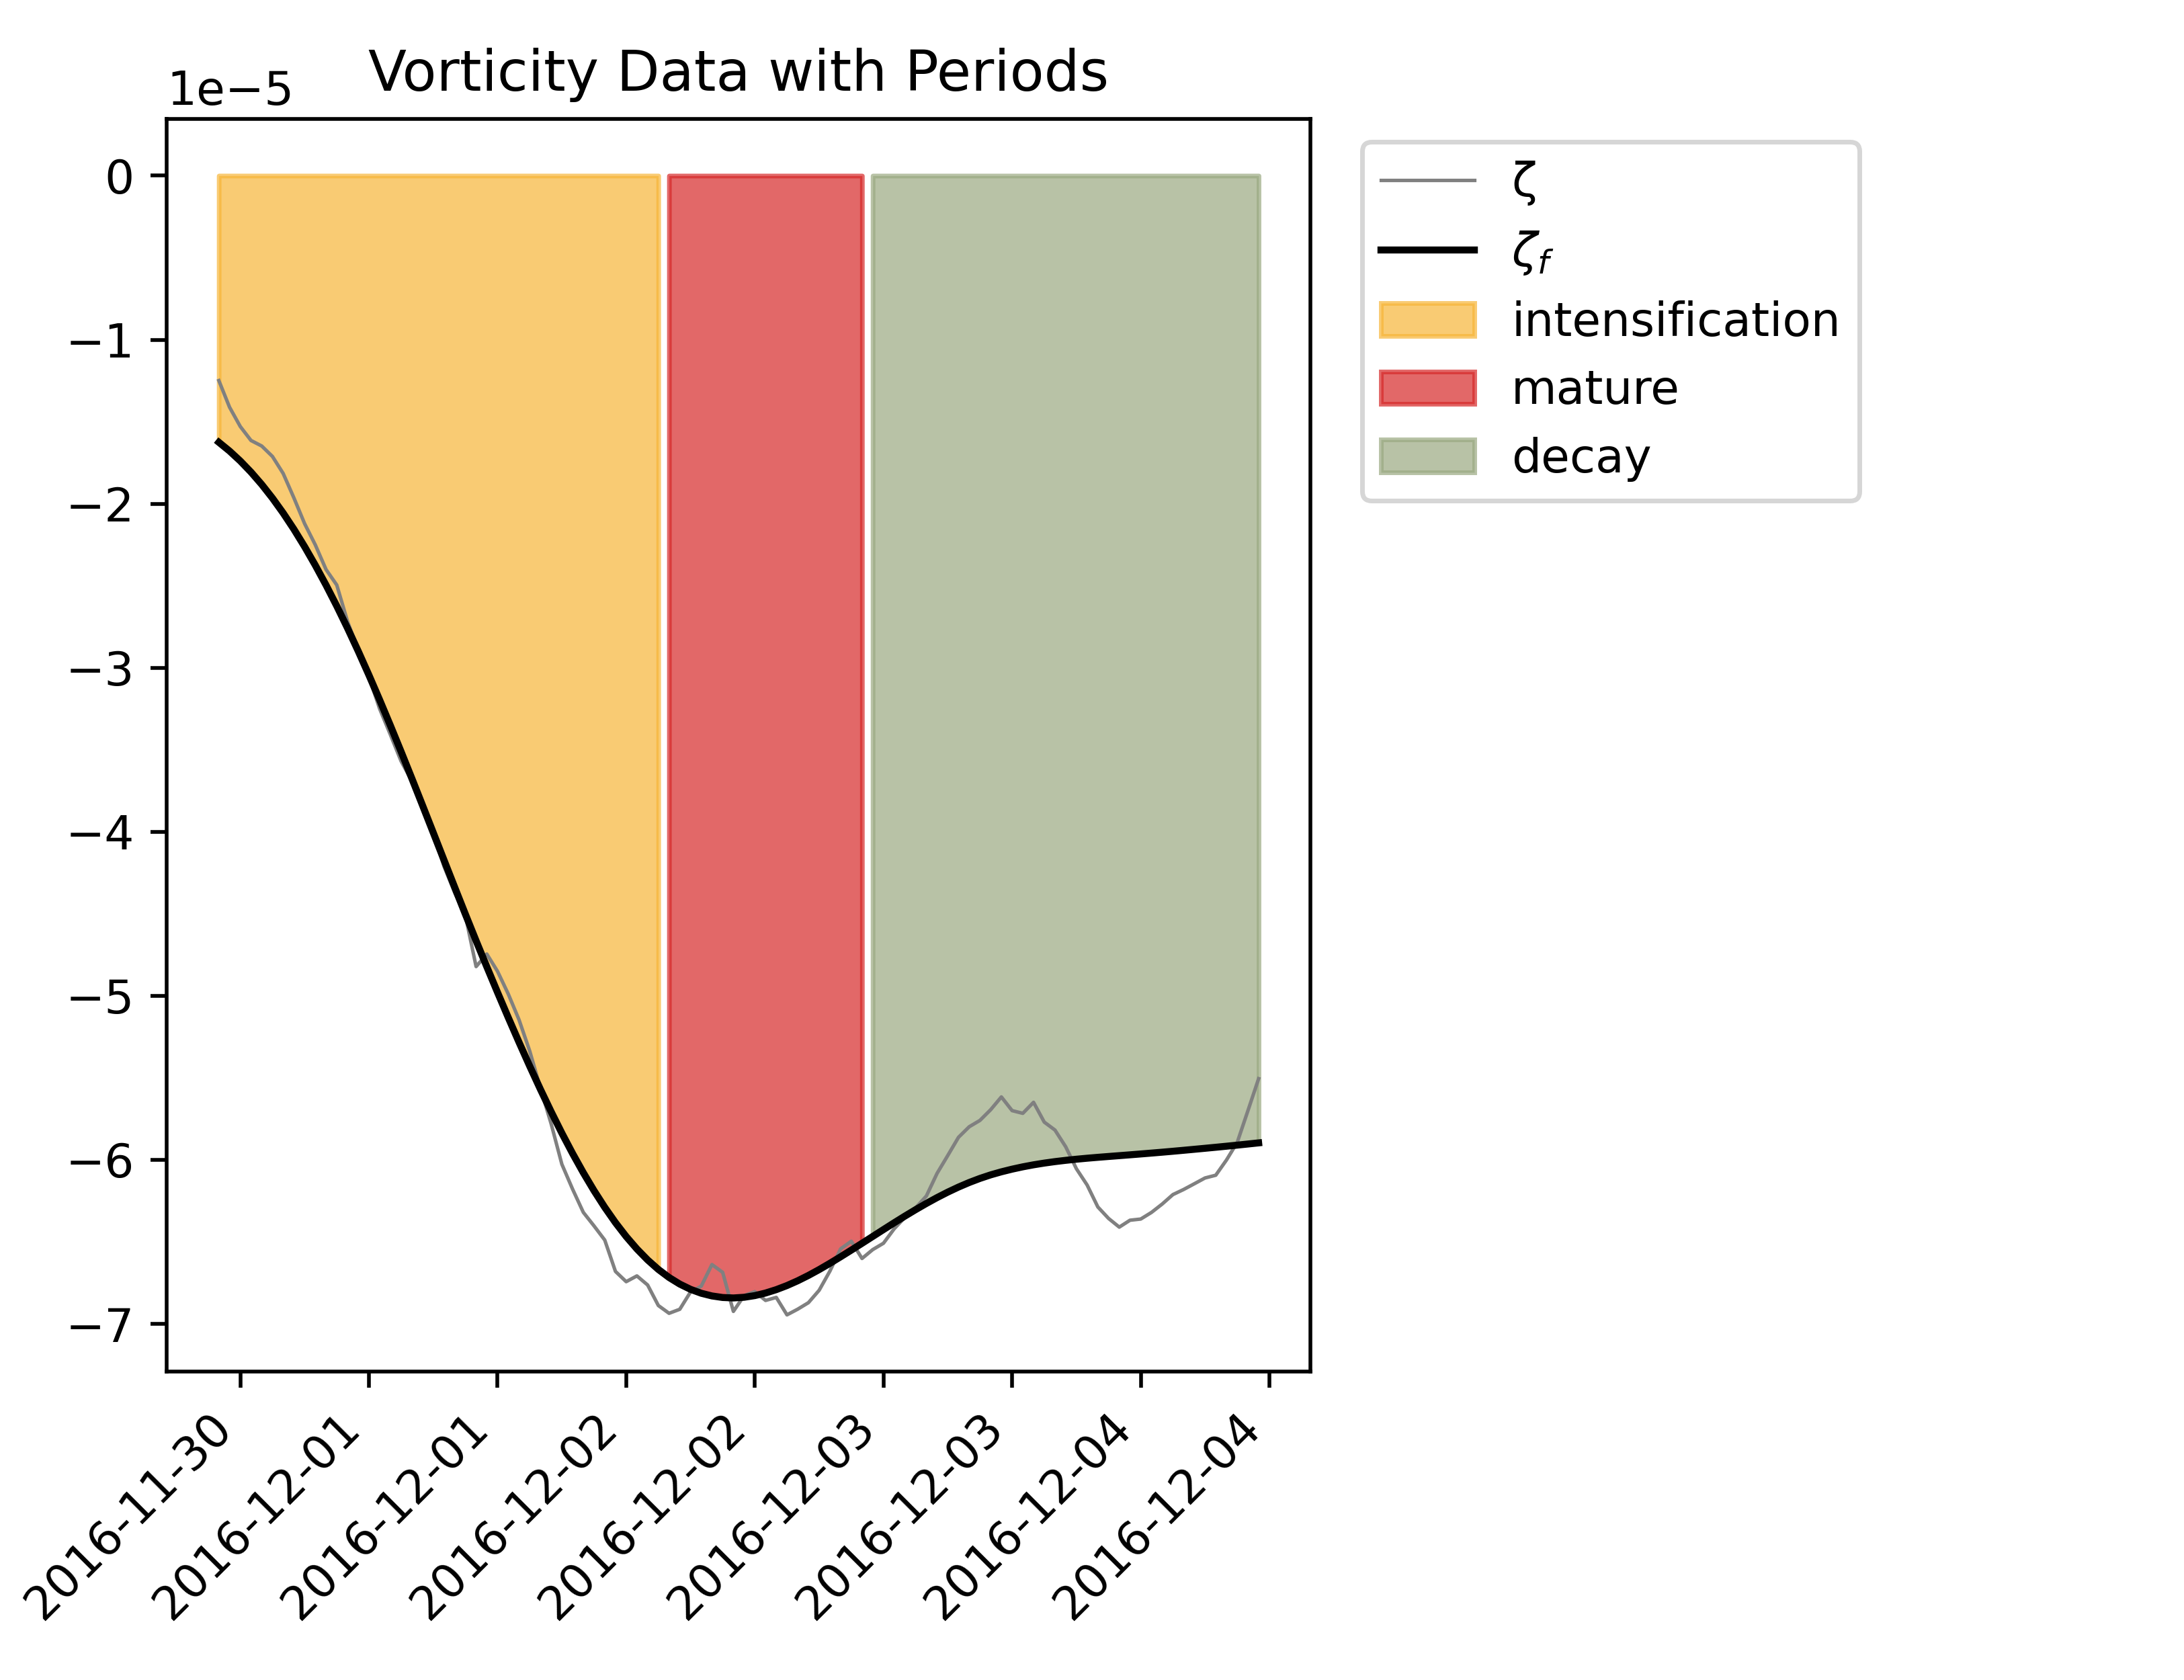 Vorticity Data with Periods
1e−5
0
−1
−2
−3
−4
−5
−6
−7
2016-11-30
2016-12-01
2016-12-01
2016-12-02
2016-12-02
2016-12-03
2016-12-03
2016-12-04
2016-12-04
ζ
ζf
intensification
mature
decay